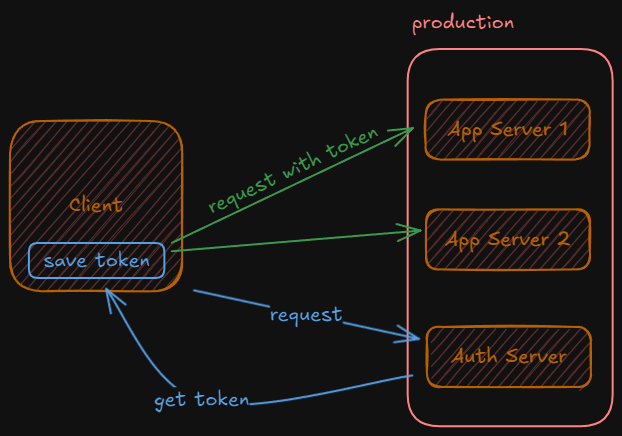 production
App Server 1
request with token
Client
App Server 2
save token
request
Auth Server
get token